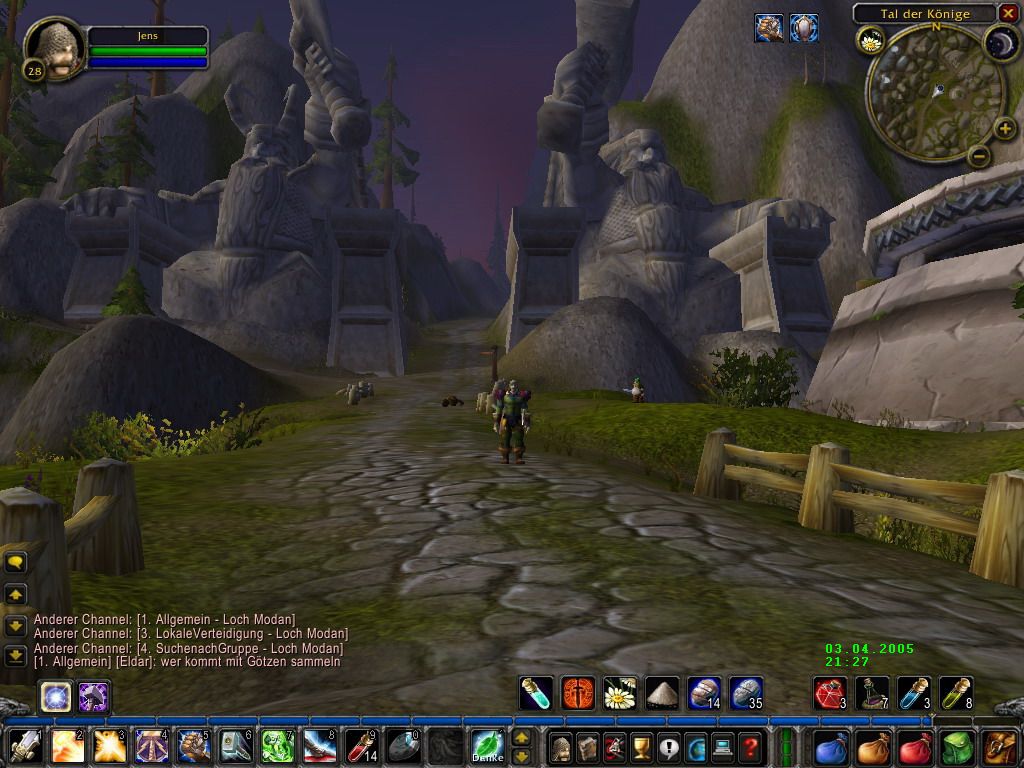 Jens
28
Tal der Könige
N
Anderer Channel: [1. Allgemein - Loch Modan]
Anderer Channel: [3. LokaleVerteidigung - Loch Modan]
Anderer Channel: [4. SuchenachGruppe - Loch Modan]
[1. Allgemein] [Eldar]: wer kommt mit Götzen sammeln
03.04.2005
21:27
14 35 3 7 3 8
2 3 4 5 6 7 8 9 0
14
Danke